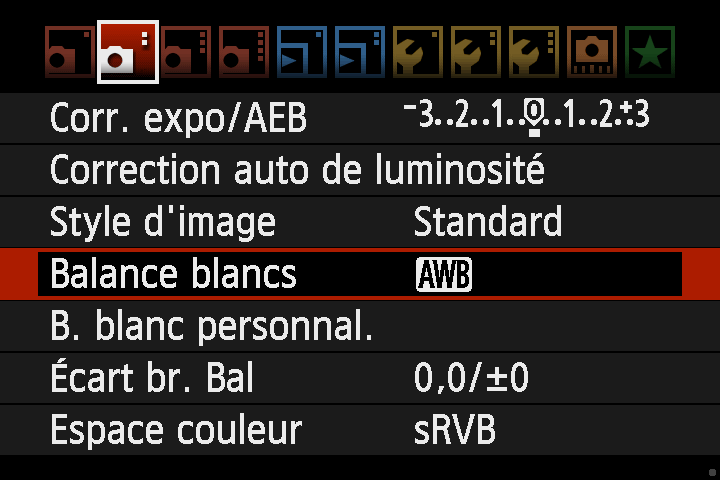 Corr. expo/AEB -3..2..1..0..1..2.:+3
Correction auto de luminosité
Style d'image Standard
Balance blancs AWB
B. blanc personnal.
Écart br. Bal 0,0/±0
Espace couleur sRVB